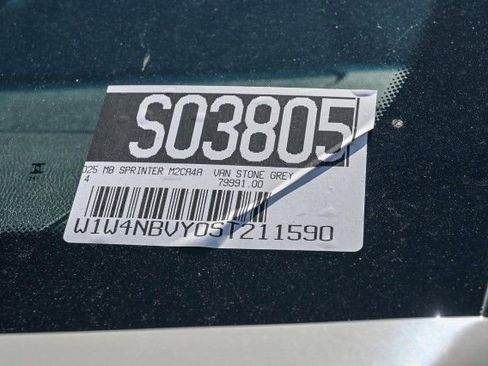 S03805
025 MB SPRINTER M2CA4A VAN STONE GREY
4 79991.00
W1W4NBVY0ST211590